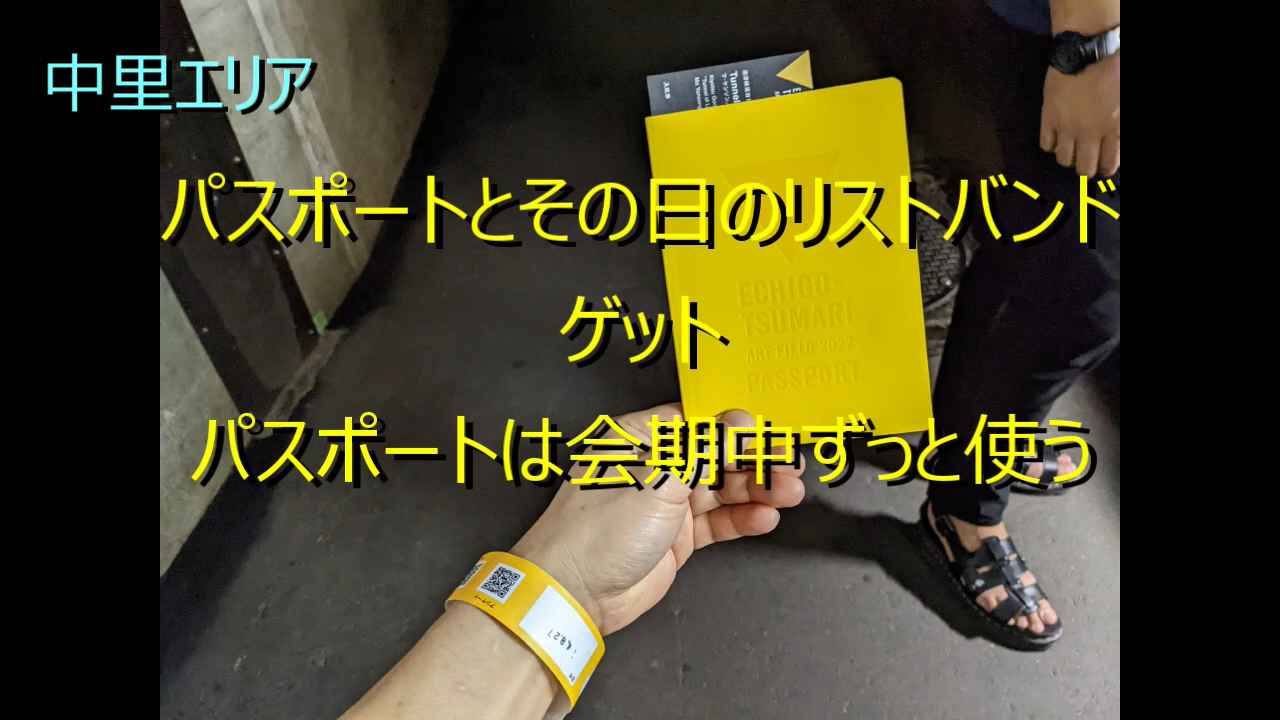 中里エリア
パスポートとその日のリストバンド
ゲット
パスポートは会期中ずっと使う
ECHIGO-
TSUMARI
ART FIELD 2022
PASSPORT
Tunnel
8.27